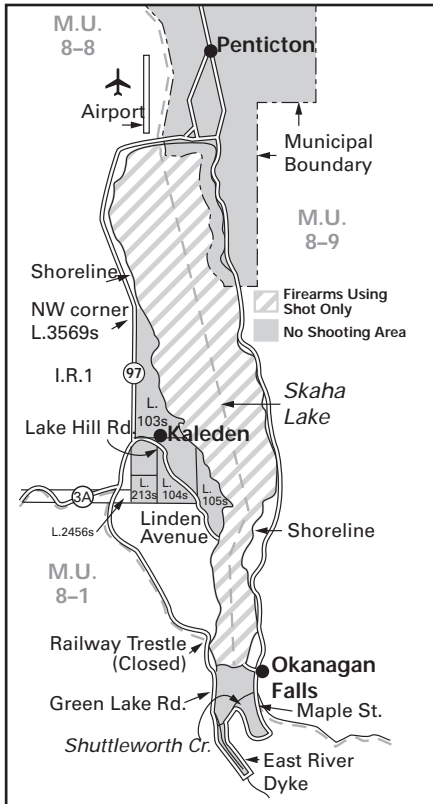 M.U.
8–8
Penticton
Airport
Municipal
Boundary
M.U.
8–9
Shoreline
Firearms Using
Shot Only
No Shooting Area
NW corner
L.3569s
I.R.1
97
Skaha
Lake
L.
103s
Lake Hill Rd.
Kaleden
L.
213s
L.
104s
L.
105s
3A
L.2456s
Linden
Avenue
Shoreline
M.U.
8–1
Railway Trestle
(Closed)
Okanagan
Falls
Green Lake Rd.
Maple St.
Shuttleworth Cr.
East River
Dyke